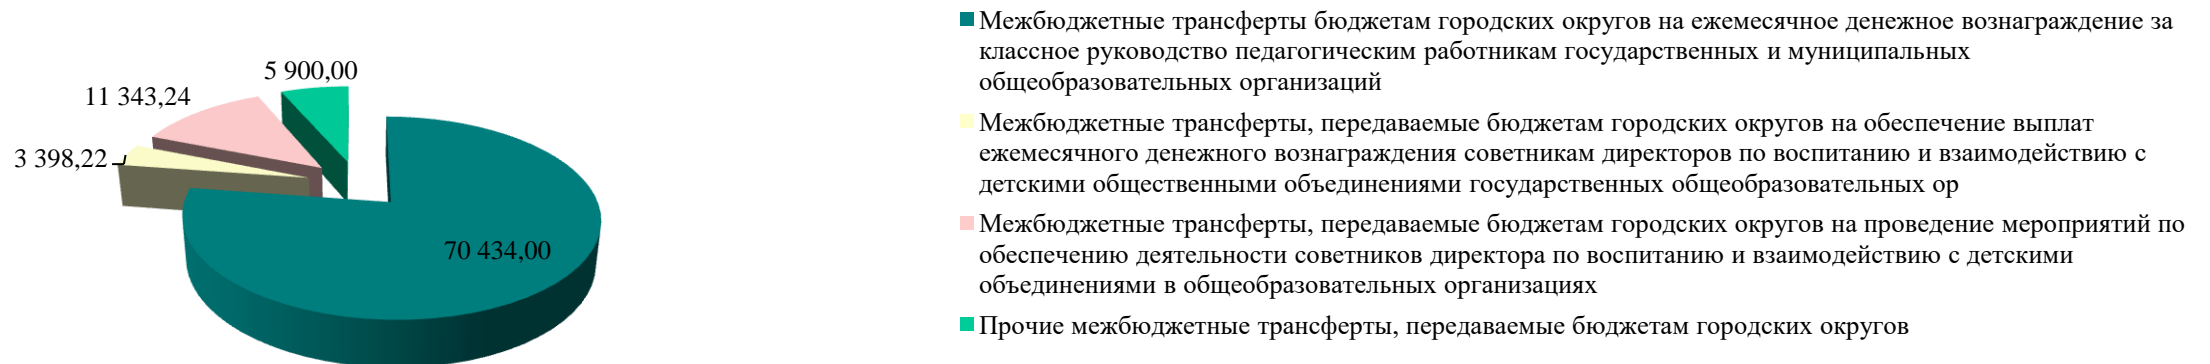 5 900,00
11 343,24
3 398,22
70 434,00
Межбюджетные трансферты бюджетам городских округов на ежемесячное денежное вознаграждение за
классное руководство педагогическим работникам государственных и муниципальных
общеобразовательных организаций
Межбюджетные трансферты, передаваемые бюджетам городских округов на обеспечение выплат
ежемесячного денежного вознаграждения советникам директоров по воспитанию и взаимодействию с
детскими общественными объединениями государственных общеобразовательных ор
Межбюджетные трансферты, передаваемые бюджетам городских округов на проведение мероприятий по
обеспечению деятельности советников директора по воспитанию и взаимодействию с детскими
объединениями в общеобразовательных организациях
Прочие межбюджетные трансферты, передаваемые бюджетам городских округов